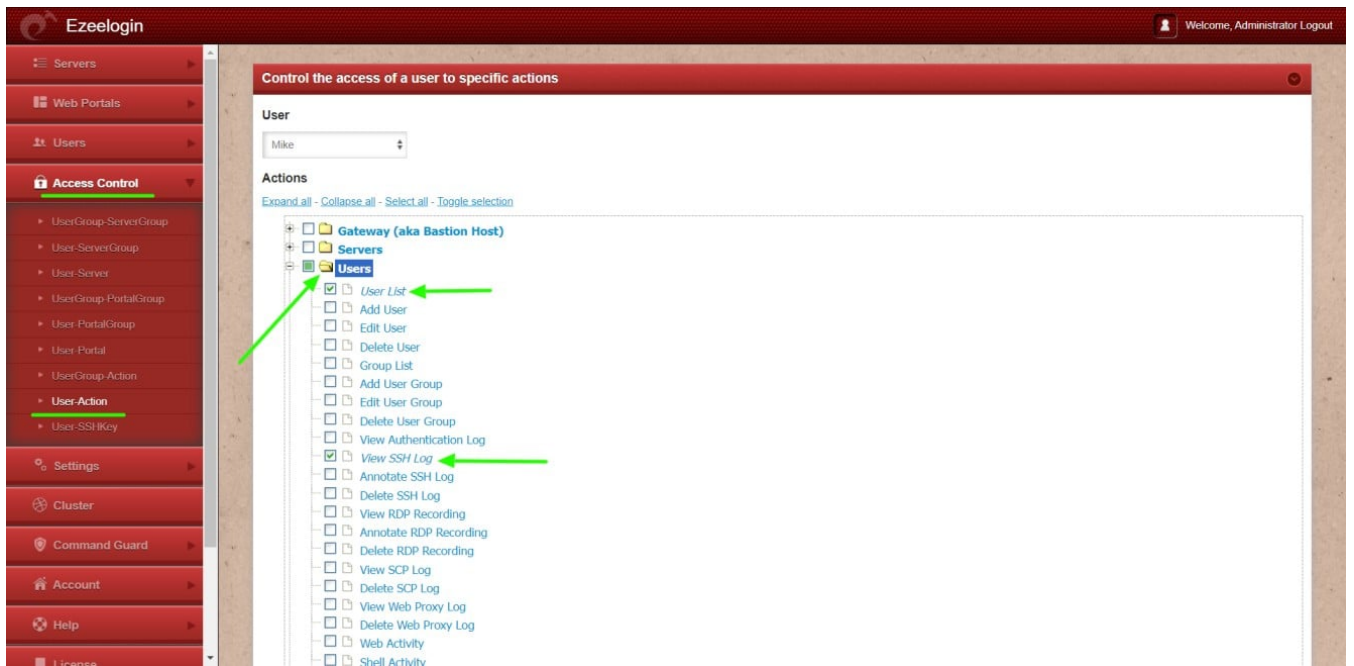 Ezeelogin
Welcome, Administrator Logout
Servers
Web Portals
Users
Access Control
UserGroup-ServerGroup
User-ServerGroup
User-Server
UserGroup-PortalGroup
User-PortalGroup
User-Portal
UserGroup-Action
User-Action
User-SSHKey
Settings
Cluster
Command Guard
Account
Help
License
Control the access of a user to specific actions
User
Mike
Actions
Expand all - Collapse all - Select all - Toggle selection
Gateway (aka Bastion Host)
Servers
Users
User List
Add User
Edit User
Delete User
Group List
Add User Group
Edit User Group
Delete User Group
View Authentication Log
View SSH Log
Annotate SSH Log
Delete SSH Log
View RDP Recording
Annotate RDP Recording
Delete RDP Recording
View SCP Log
Delete SCP Log
View Web Proxy Log
Delete Web Proxy Log
Web Activity
Shell Activity